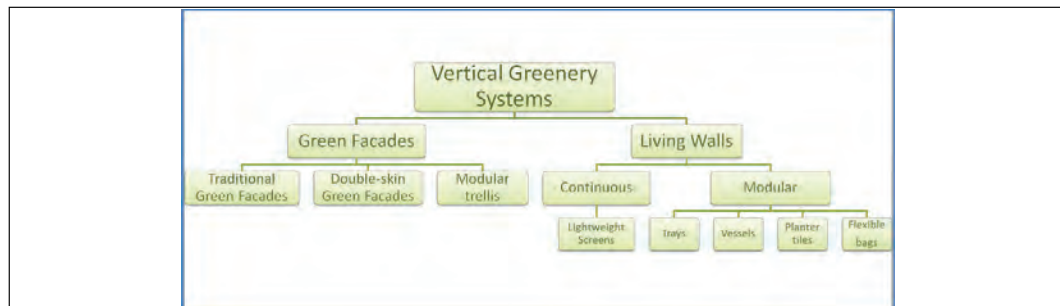 Vertical Greenery
Systems
Green Facades
Living Walls
Traditional
Green Facades
Double-skin
Green Facades
Modular
trellis
Continuous
Modular
Lightweight
Screens
Trays
Vessels
Planter
tiles
Flexible
bags